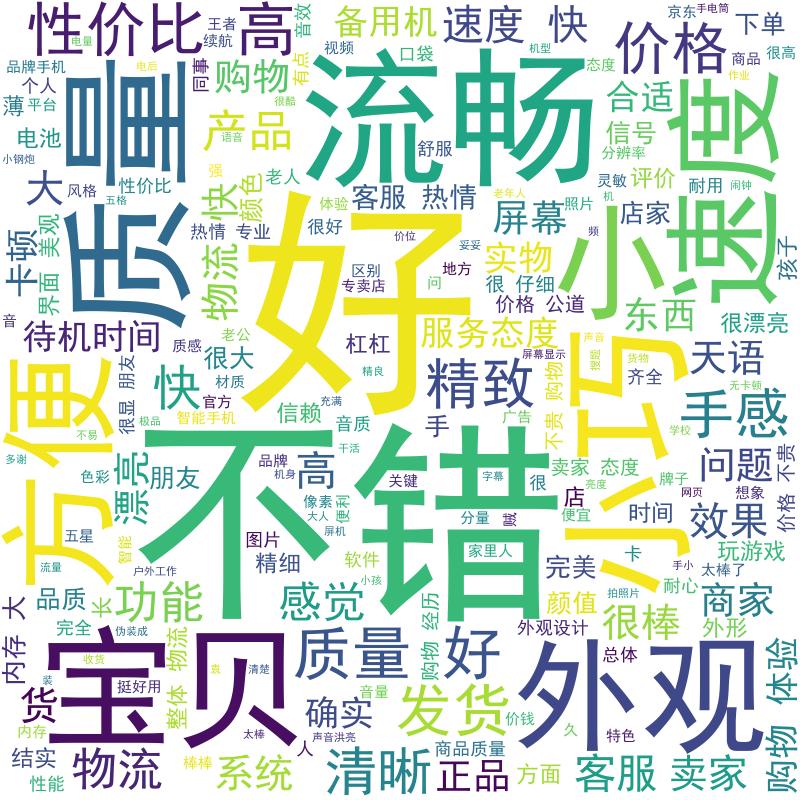 性价比
高
音效
备用机
速度
快
王者
续航
京东
手电筒
下单
电量
视频
口袋
机型
价格
商品
很高
品牌手机
电后
同事
购物
有点
流畅
态度
合适
作业
个人
量
很酷
薄
平台
产品
信号
度
电池
语音
舒服
分辨率
小钢炮
强
老人
灵敏
评价
耐用
闹钟
大
风格
性价比
五格
快
颜色
体验
客服
热情
老年人
屏幕
照片
机
店家
质
好
小
速
卡顿
美观
热情
专业
很好
价位
妥妥
实物
频
区别
地方
很
仔细
孩子
界面
物流
专卖店
问
价格
公道
东西
很漂亮
音
待机时间
老公
杠杠
服务态度
质感
很大
屏幕显示
声音
搜题
货物
天语
方便
朋友
快
材质
精良
精致
购物
巧
齐全
无卡顿
很显
官方
充满
不贵
手感
极品
智能手机
信赖
音质
手
广告
学校
不易
不错
干活
多谢
漂亮
朋友
品牌
高
关键
字幕
卖家
态度
小
牌子
问题
不贵
色彩
机身
像素
很
亮度
网页
想象
价格
五星
大人
便利
分量
店
便宜
时间
效果
智能
图片
屏机
家里人
卡
流量
户外工作
精细
软件
完美
手小
太棒了
玩游戏
大
品质
长
功能
小孩
感觉
经历
颜值
拍照片
耐心
商家
内存
完全
伪装成
物流
质量
购物
好
外观设计
很棒
外形
体验
宝贝
收货
袁
清楚
外观
总体
货
装
挺好用
整体
确实
音量
发货
价钱
久
特色
购物
内存
太棒
声音洪亮
人
商品质量
结实
性能
物流
棒棒
系统
清晰
正品
方面
客服
卖家